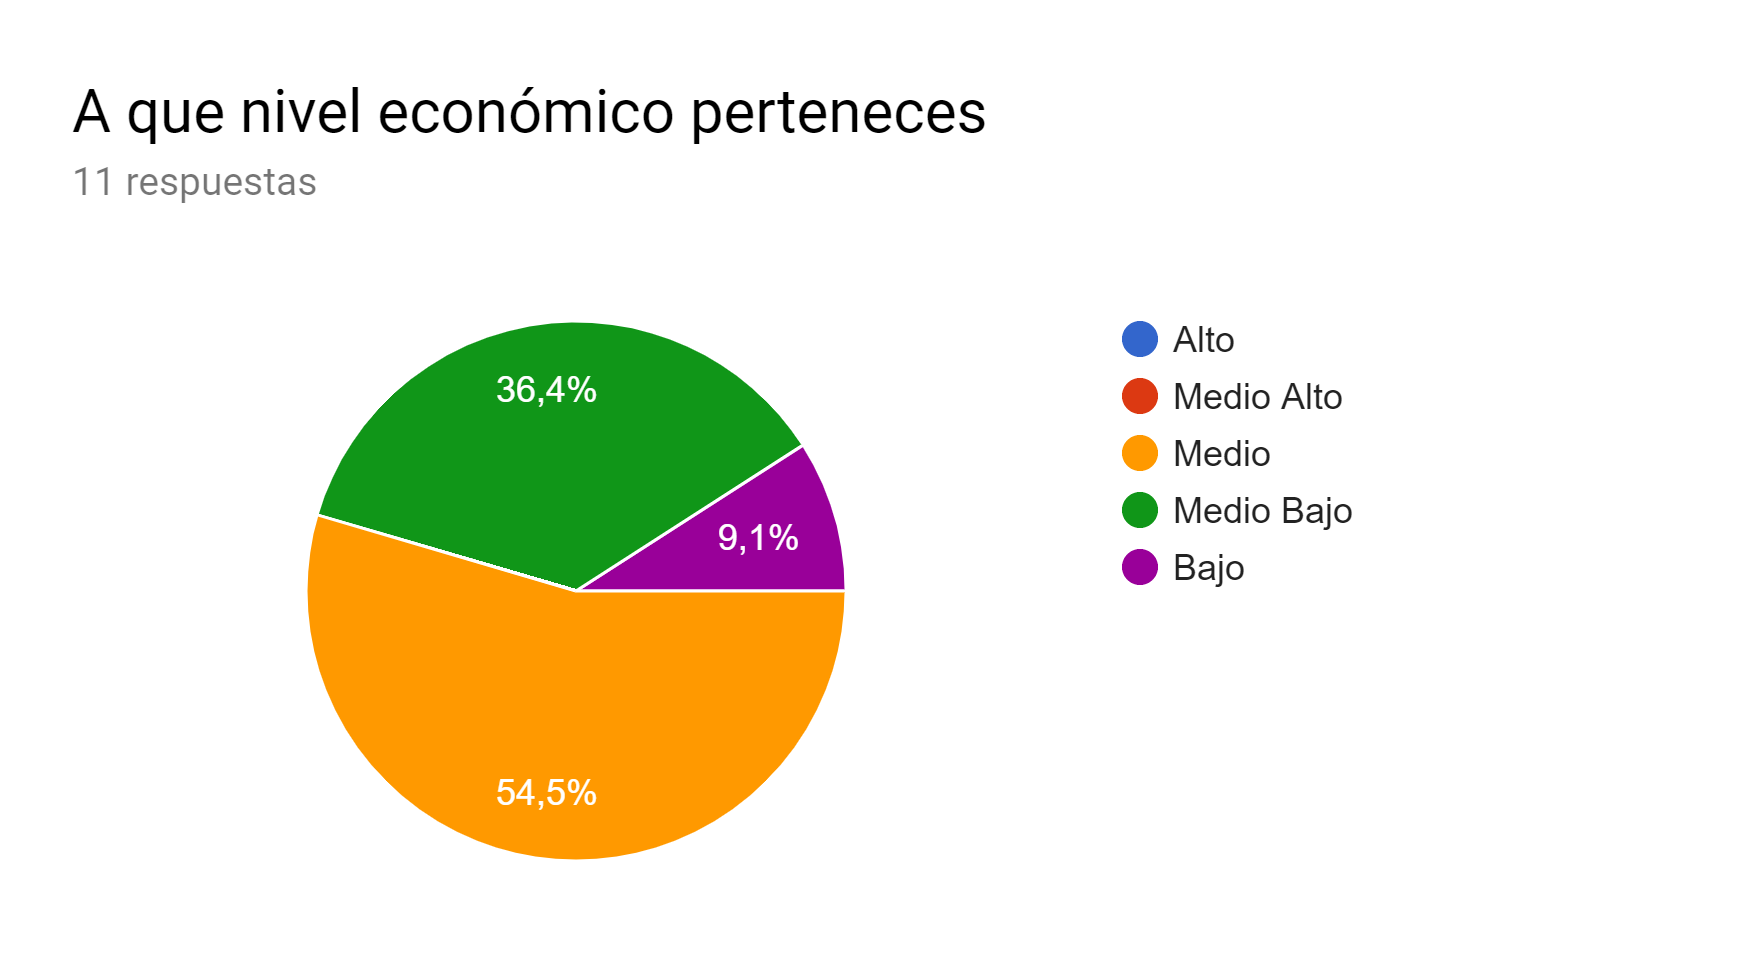 A que nivel económico perteneces
11 respuestas
36,4%
9,1%
54,5%
Alto
Medio Alto
Medio
Medio Bajo
Bajo